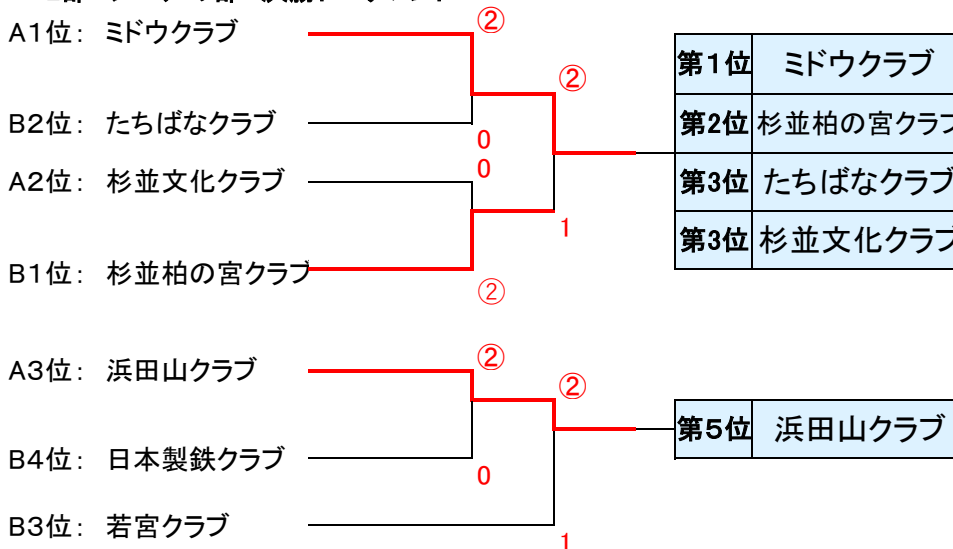 A1位： ミドウクラブ
②
②
第1位 ミドウクラブ
B2位： たちばなクラブ
0
第2位 杉並柏の宮クラブ
A2位： 杉並文化クラブ
0
第3位 たちばなクラブ
1
第3位 杉並文化クラブ
B1位： 杉並柏の宮クラブ
②
A3位： 浜田山クラブ
②
②
第5位 浜田山クラブ
B4位： 日本製鉄クラブ
0
B3位： 若宮クラブ
1